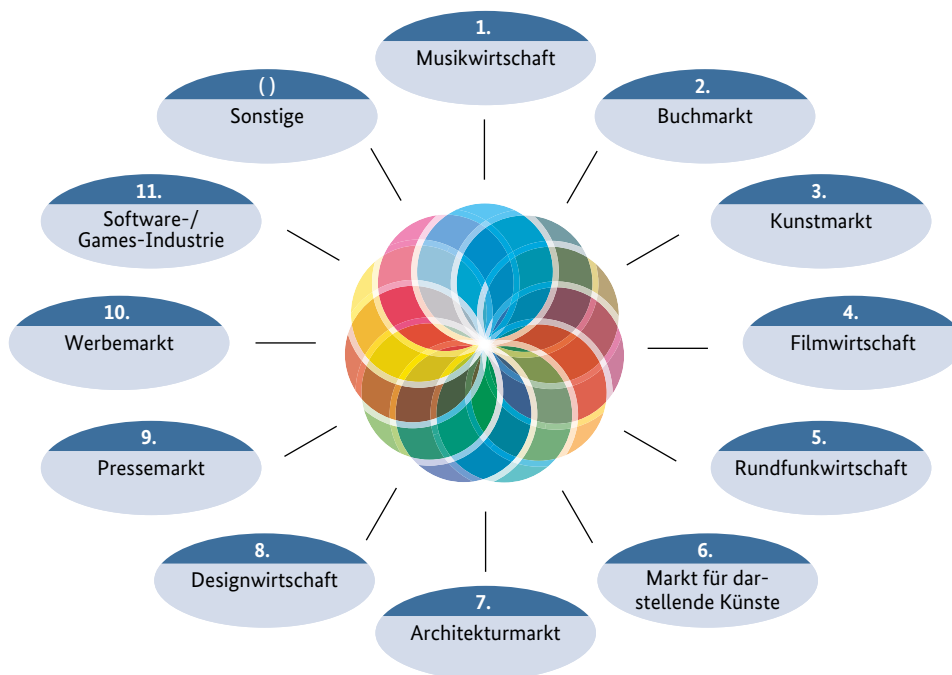 1.
Musikwirtschaft
2.
Buchmarkt
3.
Kunstmarkt
4.
Filmwirtschaft
5.
Rundfunkwirtschaft
6.
Markt für dar-
stellende Künste
7.
Architekturmarkt
8.
Designwirtschaft
9.
Pressemarkt
10.
Werbemarkt
11.
Software-/
Games-Industrie
( )
Sonstige